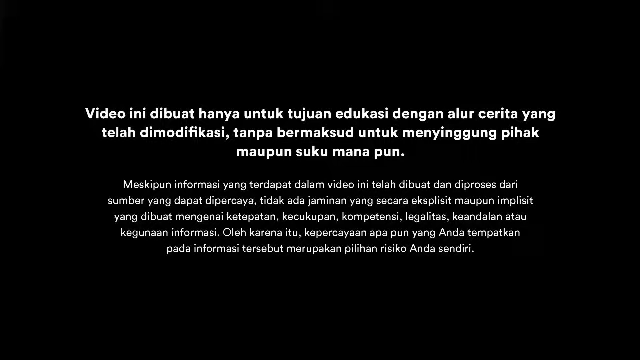 Video ini dibuat hanya untuk tujuan edukasi dengan alur cerita yang
telah dimodifikasi, tanpa bermaksud untuk menyinggung pihak
maupun suku mana pun.
Meskipun informasi yang terdapat dalam video ini telah dibuat dan diproses dari
sumber yang dapat dipercaya, tidak ada jaminan yang secara eksplisit maupun implisit
yang dibuat mengenai ketepatan, kecukupan, kompetensi, legalitas, keandalan atau
kegunaan informasi. Oleh karena itu, kepercayaan apa pun yang Anda tempatkan
pada informasi tersebut merupakan pilihan risiko Anda sendiri.